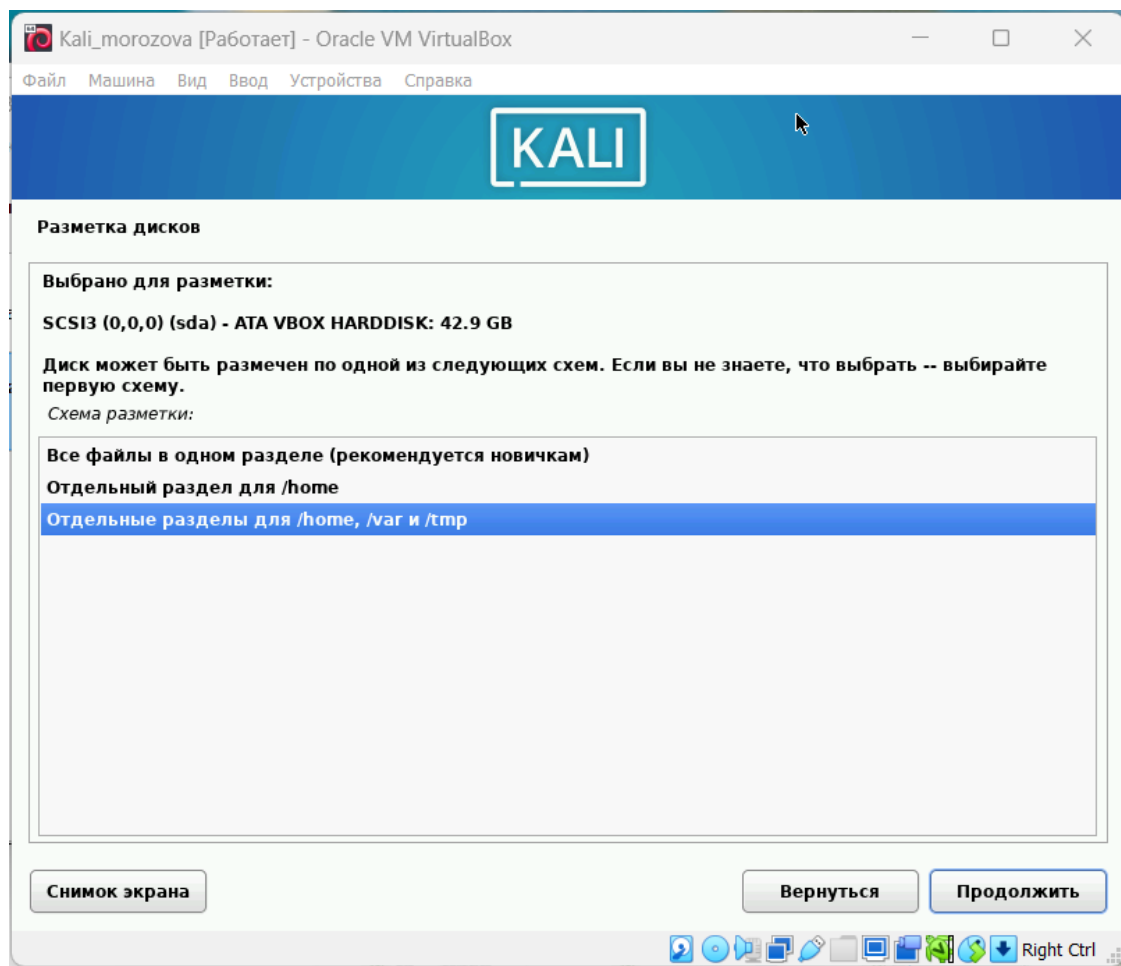 Kali_morozova [Работает] - Oracle VM VirtualBox
Файл Машина Вид Ввод Устройства Справка
KALI
Разметка дисков
Выбрано для разметки:
SCSI3 (0,0,0) (sda) - ATA VBOX HARDDISK: 42.9 GB
Диск может быть размечен по одной из следующих схем. Если вы не знаете, что выбрать -- выбирайте
первую схему.
Схема разметки:
Все файлы в одном разделе (рекомендуется новичкам)
Отдельный раздел для /home
Отдельные разделы для /home, /var и /tmp
Снимок экрана Вернуться Продолжить
Right Ctrl